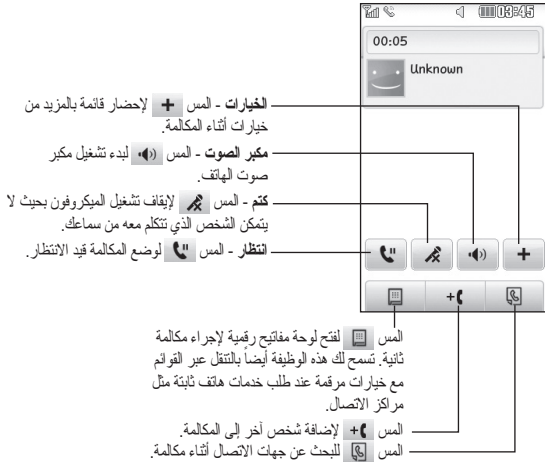 03:45
00:05
Unknown
الخيارات - المس + لإحضار قائمة بالمزيد من
خيارات أثناء المكالمة.
مكبر الصوت - المس لبدء تشغيل مكبر
صوت الهاتف.
كتم - المس لإيقاف تشغيل الميكروفون بحيث لا
يتمكن الشخص الذي تتكلم معه من سماعك.
انتظار - المس لوضع المكالمة قيد الانتظار.
المس لفتح لوحة مفاتيح رقمية لإجراء مكالمة
ثانية. تسمح لك هذه الوظيفة أيضاً بالتنقل عبر القوائم
مع خيارات مرقمة عند طلب خدمات هاتف ثابتة مثل
مراكز الاتصال.
المس + لإضافة شخص آخر إلى المكالمة.
المس للبحث عن جهات الاتصال أثناء مكالمة.